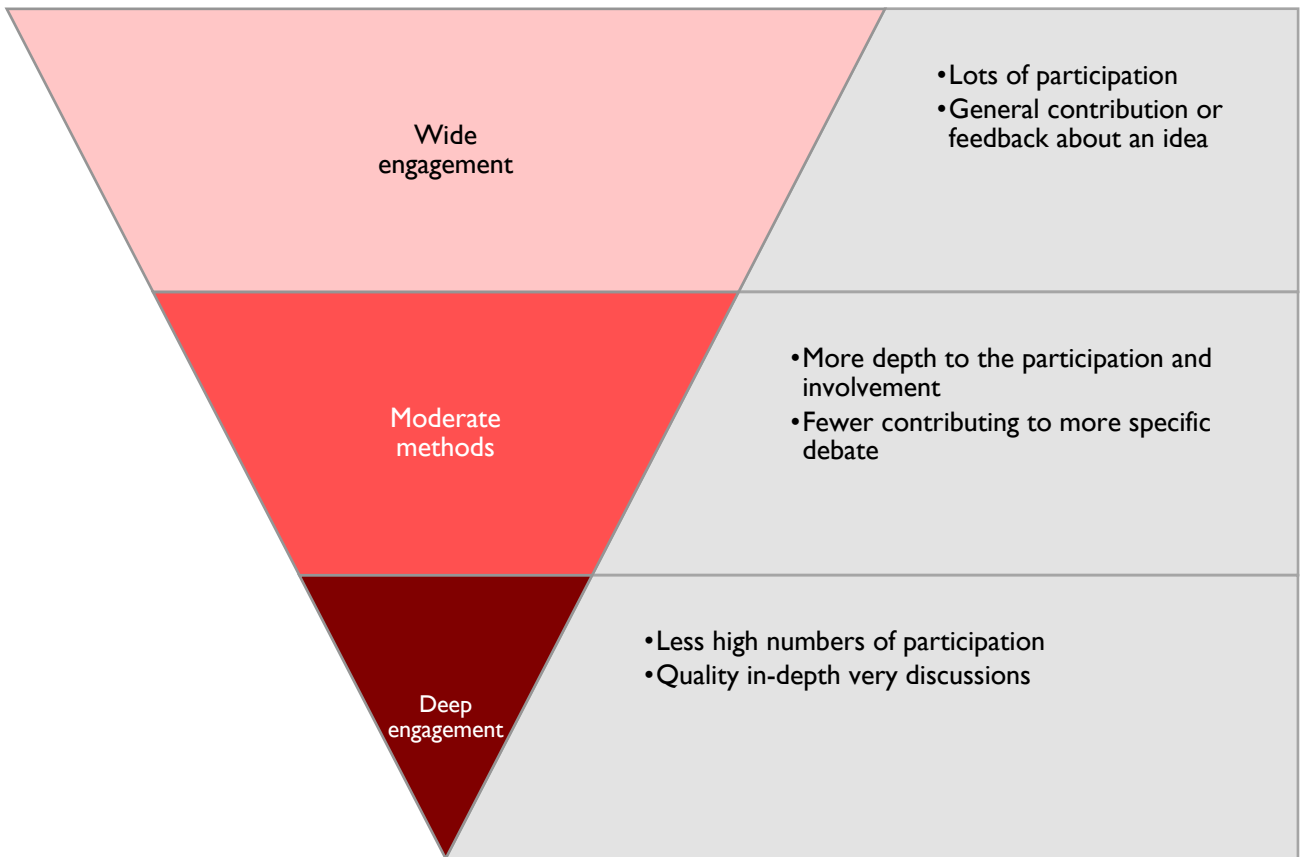 Wide
engagement
•Lots of participation
•General contribution or
feedback about an idea
Moderate
methods
•More depth to the participation and
involvement
•Fewer contributing to more specific
debate
Deep
engagement
•Less high numbers of participation
•Quality in-depth very discussions